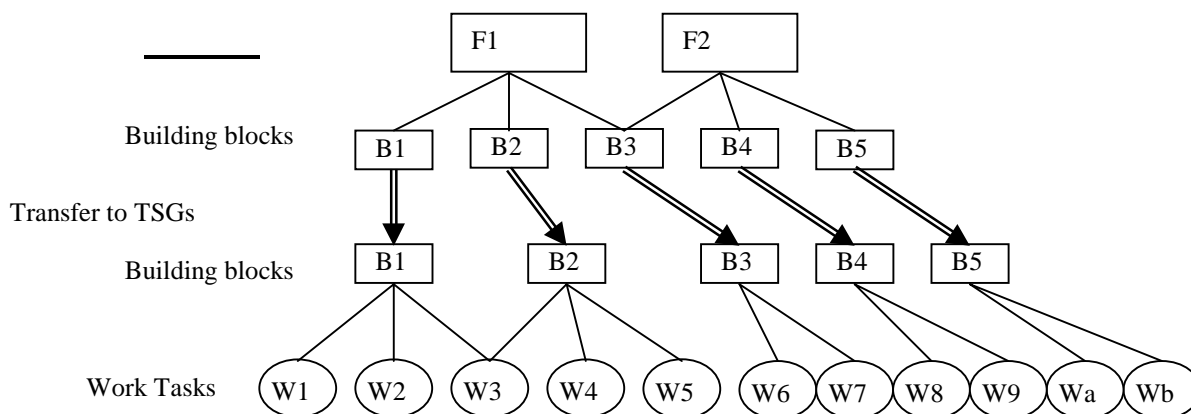 F1 F2
Building blocks B1 B2 B3 B4 B5
Transfer to TSGs
Building blocks B1 B2 B3 B4 B5
Work Tasks W1 W2 W3 W4 W5 W6 W7 W8 W9 Wa Wb